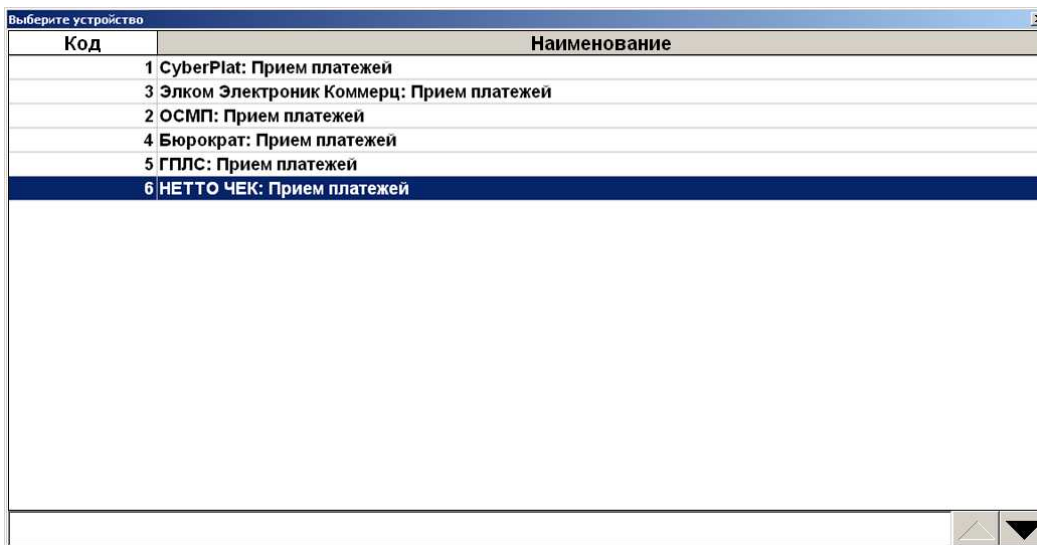 Выберите устройство
Код Наименование
1 CyberPlat: Прием платежей
3 Элком Электроник Коммерц: Прием платежей
2 ОСМП: Прием платежей
4 Бюрократ: Прием платежей
5 ГПЛС: Прием платежей
6 НЕТТО ЧЕК: Прием платежей